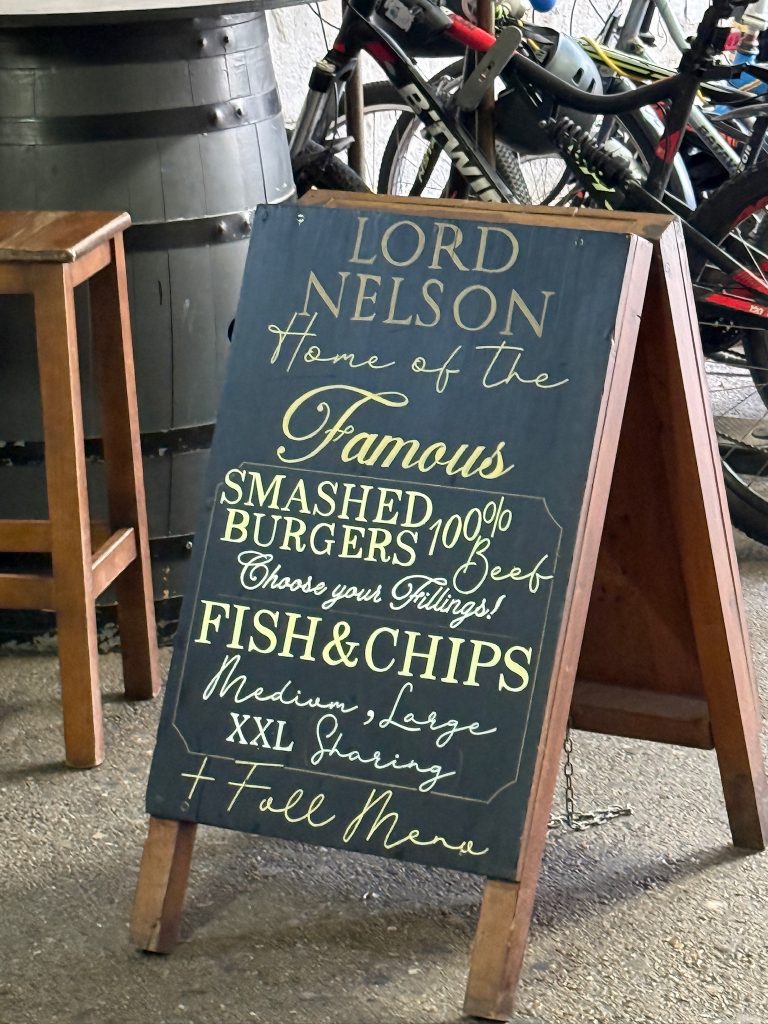 BTWIN
LORD
NELSON
Home of the
Famous
SMASHED
BURGERS
100%
Beef
Choose your Fillings!
FISH&CHIPS
Medium, Large
XXL Sharing
+ Full Menu